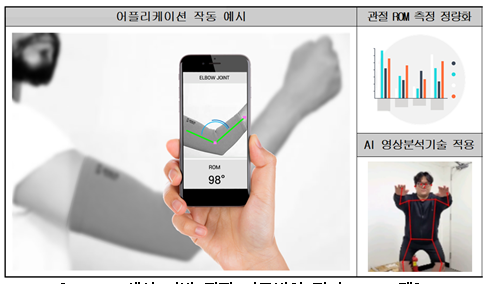 어플리케이션 작동 예시
관절 ROM 측정 정량화
ELBOW JOINT
ROM
98°
AI 영상분석기술 적용